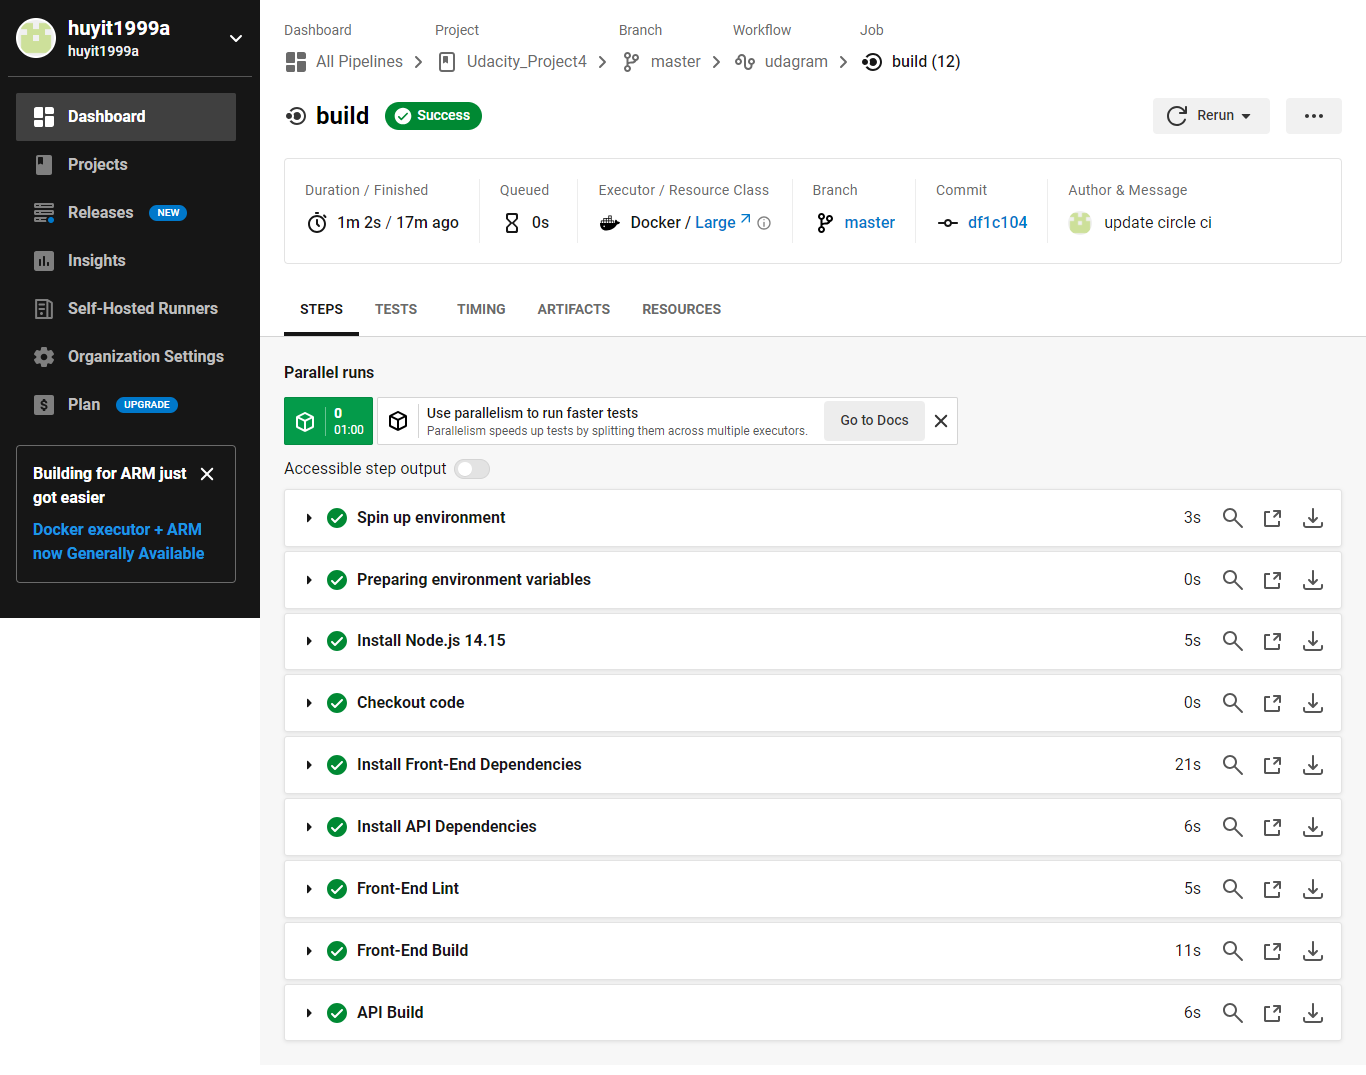 huyit1999a
huyit1999a
Dashboard
Projects
Releases NEW
Insights
Self-Hosted Runners
Organization Settings
Plan UPGRADE
Building for ARM just
got easier
Docker executor + ARM
now Generally Available
Dashboard Project Branch Workflow Job
All Pipelines Udacity_Project4 master udagram build (12)
build Success Rerun
Duration / Finished Queued Executor / Resource Class Branch Commit Author & Message
1m 2s / 17m ago 0s Docker / Large master df1c104 update circle ci
STEPS TESTS TIMING ARTIFACTS RESOURCES
Parallel runs
0
01:00
Use parallelism to run faster tests
Parallelism speeds up tests by splitting them across multiple executors.
Go to Docs
Accessible step output
Spin up environment 3s
Preparing environment variables 0s
Install Node.js 14.15 5s
Checkout code 0s
Install Front-End Dependencies 21s
Install API Dependencies 6s
Front-End Lint 5s
Front-End Build 11s
API Build 6s